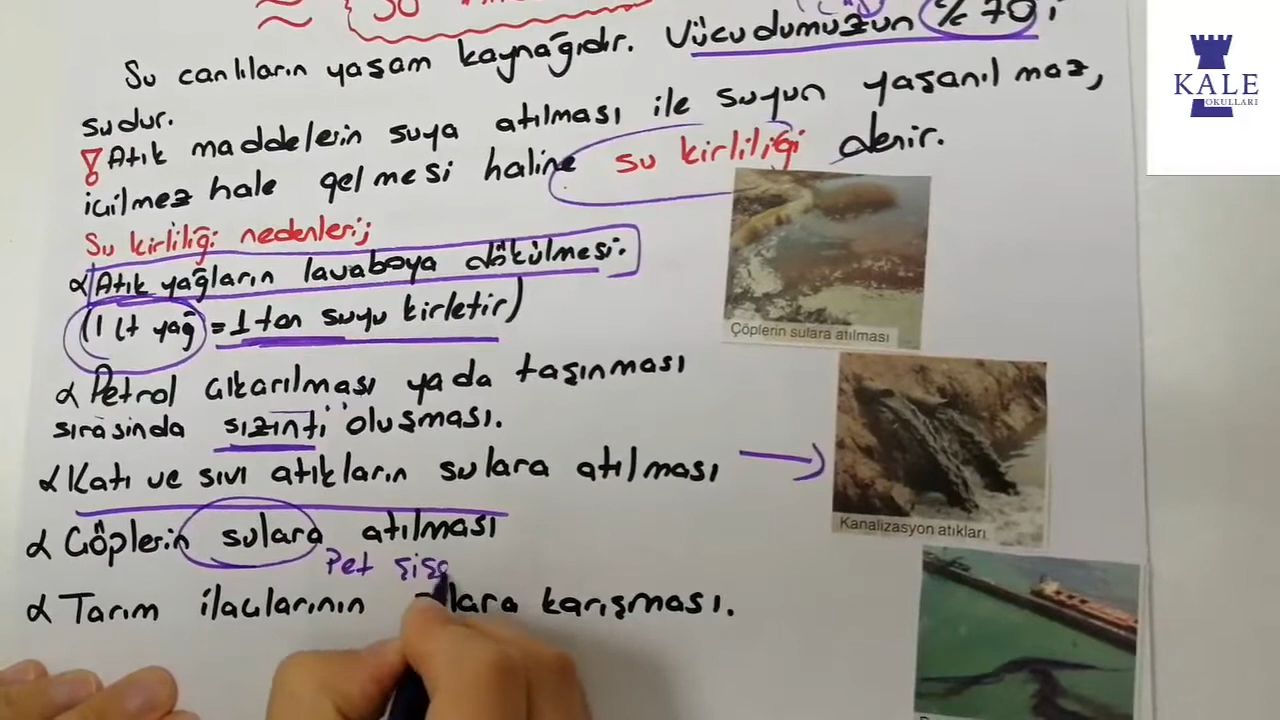 Su
Su canlıların yaşam kaynağıdır. Vücudumuzun % 70 i
sudur.
Atık maddelerin suya atılması ile suyun yaşanılmaz,
içilmez hale gelmesi haline su kirliliği denir.
Su kirliliği nedenleri;
Atık yağların lavaboya dökülmesi.
(1 lt yağ = 1 ton suyu kirletir)
Petrol çıkarılması yada taşınması
sırasında sızıntı oluşması.
Katı ve sıvı atıkların sulara atılması
Çöplerin sulara atılması
Pet şişe
Tarım ilaçlarının karışması.
Çöplerin sulara atılması
Kanalizasyon atıkları
KALE
OKULLARI